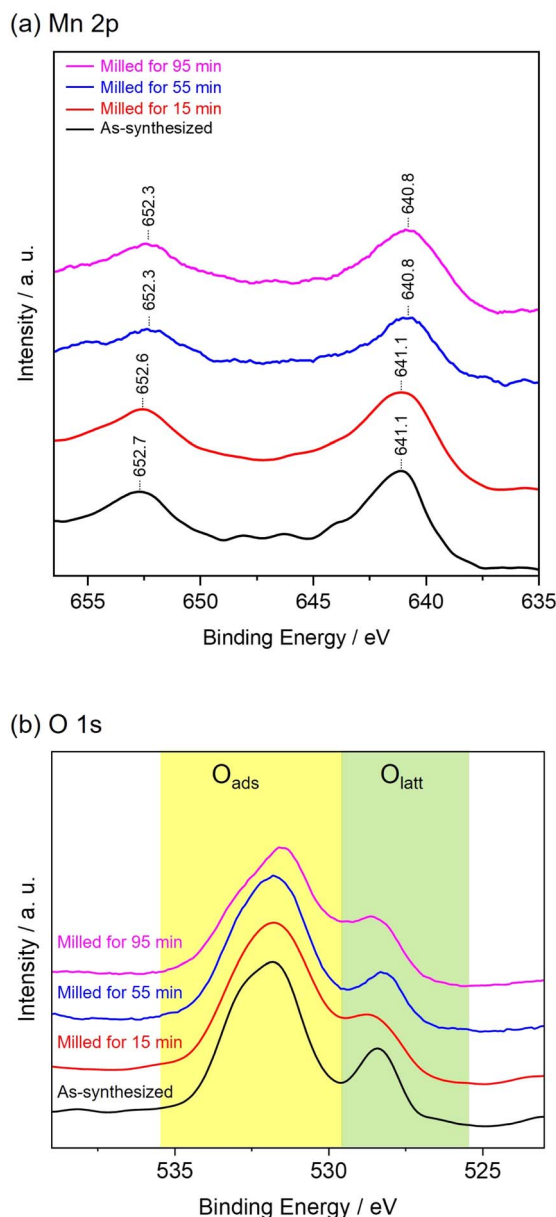 (a) Mn 2p
Milled for 95 min
Milled for 55 min
Milled for 15 min
As-synthesized
652.3
640.8
652.3
640.8
652.6
641.1
652.7
641.1
Intensity / a. u.
655 650 645 640 635
Binding Energy / eV
(b) O 1s
Oads Olatt
Milled for 95 min
Milled for 55 min
Milled for 15 min
As-synthesized
Intensity / a. u.
535 530 525
Binding Energy / eV